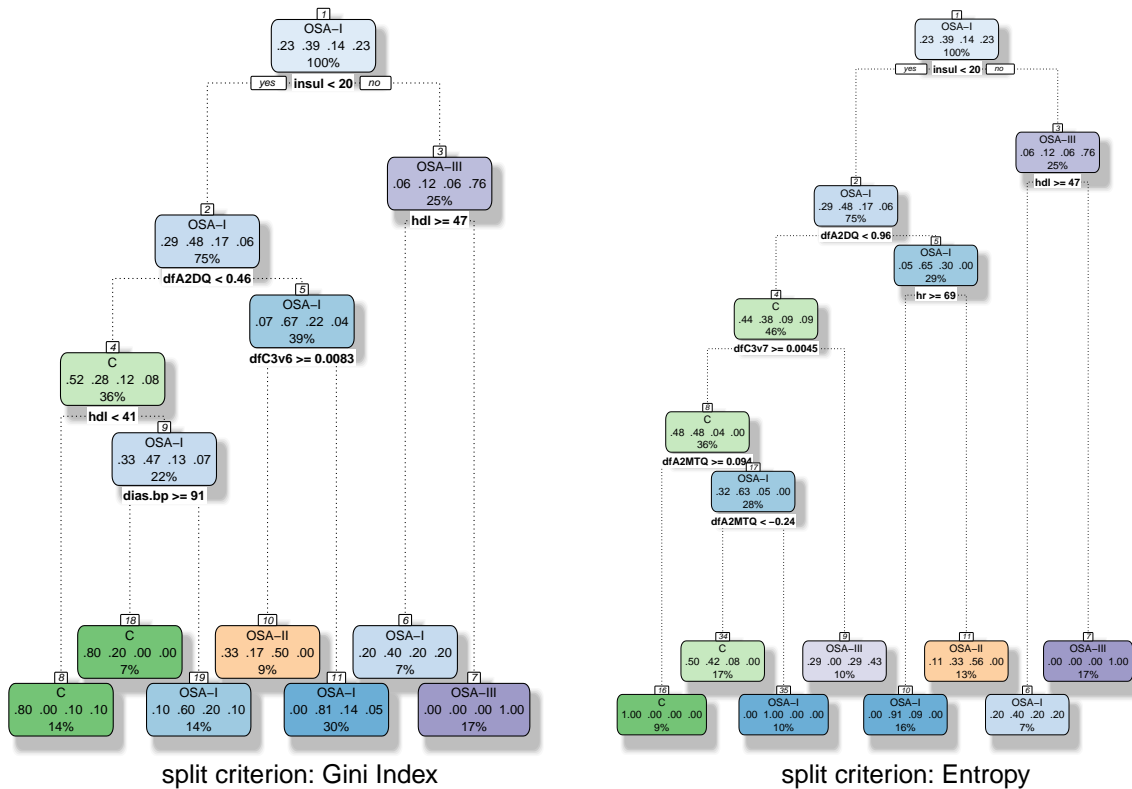 1
OSA–I
.23 .39 .14 .23
100%
yes insul < 20 no
3
OSA–III
.06 .12 .06 .76
25%
hdl >= 47
2
OSA–I
.29 .48 .17 .06
75%
dfA2DQ < 0.46
5
OSA–I
.07 .67 .22 .04
39%
dfC3v6 >= 0.0083
4
C
.52 .28 .12 .08
36%
hdl < 41
9
OSA–I
.33 .47 .13 .07
22%
dias.bp >= 91
18
C
.80 .20 .00 .00
7%
10
OSA–II
.33 .17 .50 .00
9%
6
OSA–I
.20 .40 .20 .20
7%
8
C
.80 .00 .10 .10
14%
19
OSA–I
.10 .60 .20 .10
14%
11
OSA–I
.00 .81 .14 .05
30%
7
OSA–III
.00 .00 .00 1.00
17%
split criterion: Gini Index
1
OSA–I
.23 .39 .14 .23
100%
yes insul < 20 no
3
OSA–III
.06 .12 .06 .76
25%
hdl >= 47
2
OSA–I
.29 .48 .17 .06
75%
dfA2DQ < 0.96
5
OSA–I
.05 .65 .30 .00
29%
hr >= 69
4
C
.44 .38 .09 .09
46%
dfC3v7 >= 0.0045
8
C
.48 .48 .04 .00
36%
dfA2MTQ >= 0.094
17
OSA–I
.32 .63 .05 .00
28%
dfA2MTQ < −0.24
34
C
.50 .42 .08 .00
17%
9
OSA–III
.29 .00 .29 .43
10%
11
OSA–II
.11 .33 .56 .00
13%
7
OSA–III
.00 .00 .00 1.00
17%
16
C
1.00 .00 .00 .00
9%
35
OSA–I
.00 1.00 .00 .00
10%
10
OSA–I
.00 .91 .09 .00
16%
6
OSA–I
.20 .40 .20 .20
7%
split criterion: Entropy